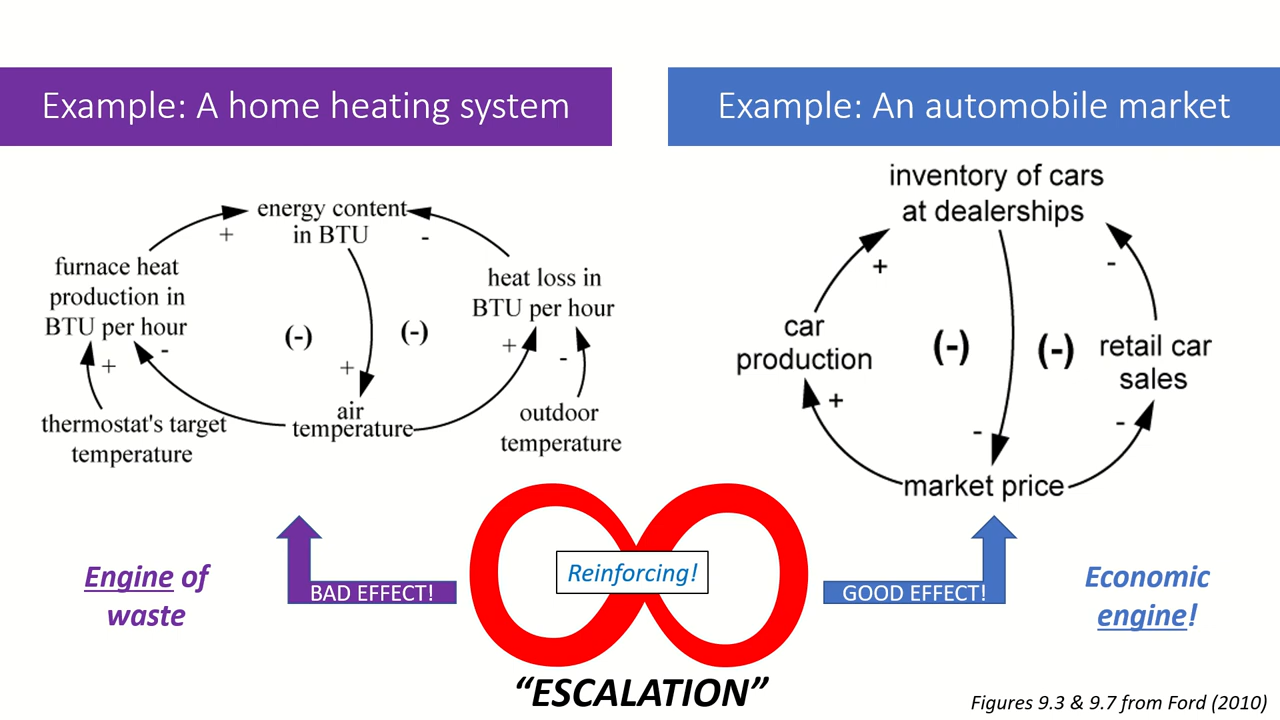 Example: A home heating system
Example: An automobile market
energy content
in BTU
+
-
furnace heat
production in
BTU per hour
heat loss in
BTU per hour
(-)
(-)
+
-
+
+
-
thermostat's target
temperature
air
temperature
outdoor
temperature
inventory of cars
at dealerships
+
-
car
production
(-)
(-)
retail car
sales
+
-
-
market price
Engine of
waste
BAD EFFECT!
Reinforcing!
GOOD EFFECT!
Economic
engine!
“ESCALATION”
Figures 9.3 & 9.7 from Ford (2010)